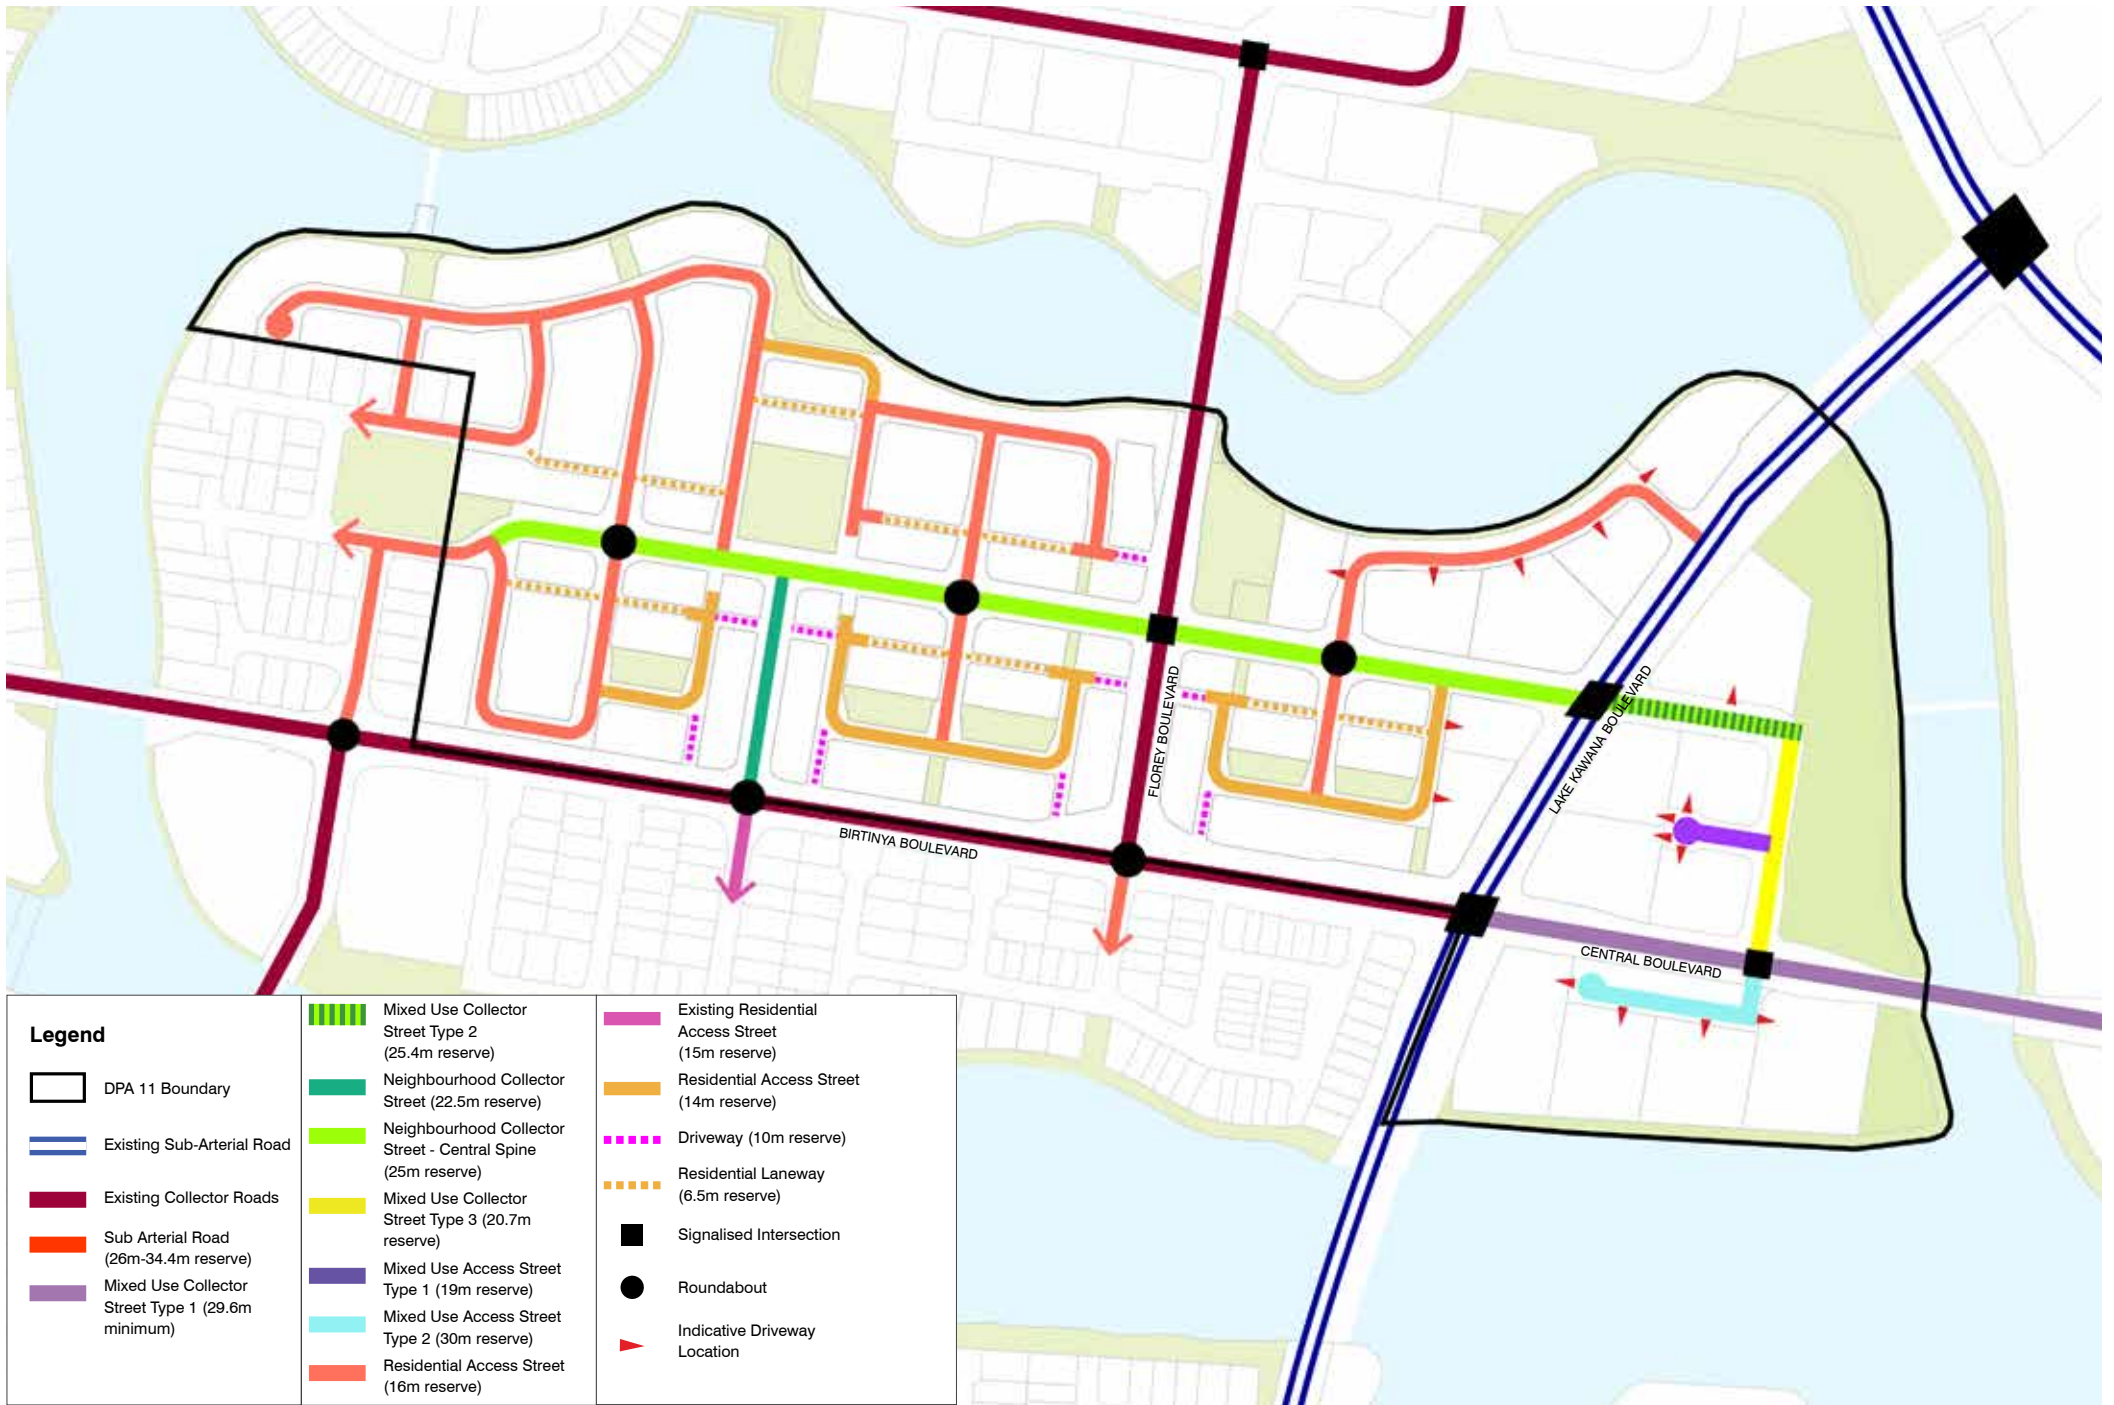 FLOREY BOULEVARD
LAKE KAWANA BOULEVARD
BIRTINYA BOULEVARD
CENTRAL BOULEVARD
Legend
DPA 11 Boundary
Existing Sub-Arterial Road
Existing Collector Roads
Sub Arterial Road
(26m-34.4m reserve)
Mixed Use Collector
Street Type 1 (29.6m
minimum)
Mixed Use Collector
Street Type 2
(25.4m reserve)
Neighbourhood Collector
Street (22.5m reserve)
Neighbourhood Collector
Street - Central Spine
(25m reserve)
Mixed Use Collector
Street Type 3 (20.7m
reserve)
Mixed Use Access Street
Type 1 (19m reserve)
Mixed Use Access Street
Type 2 (30m reserve)
Residential Access Street
(16m reserve)
Existing Residential
Access Street
(15m reserve)
Residential Access Street
(14m reserve)
Driveway (10m reserve)
Residential Laneway
(6.5m reserve)
Signalised Intersection
Roundabout
Indicative Driveway
Location